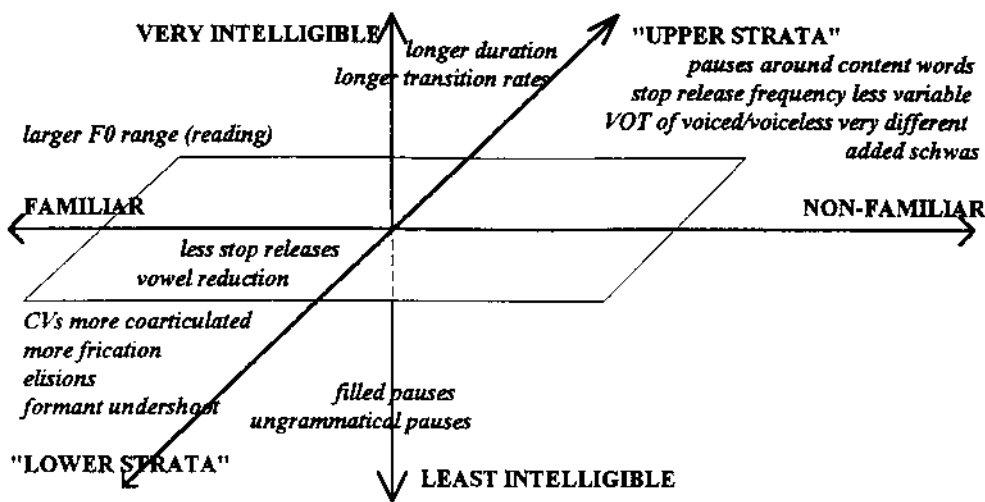 VERY INTELLIGIBLE
longer duration
longer transition rates
"UPPER STRATA"
pauses around content words
stop release frequency less variable
VOT of voiced/voiceless very different
added schwas
larger F0 range (reading)
FAMILIAR
NON-FAMILIAR
less stop releases
vowel reduction
CVs more coarticulated
more frication
elisions
formant undershoot
filled pauses
ungrammatical pauses
"LOWER STRATA"
LEAST INTELLIGIBLE